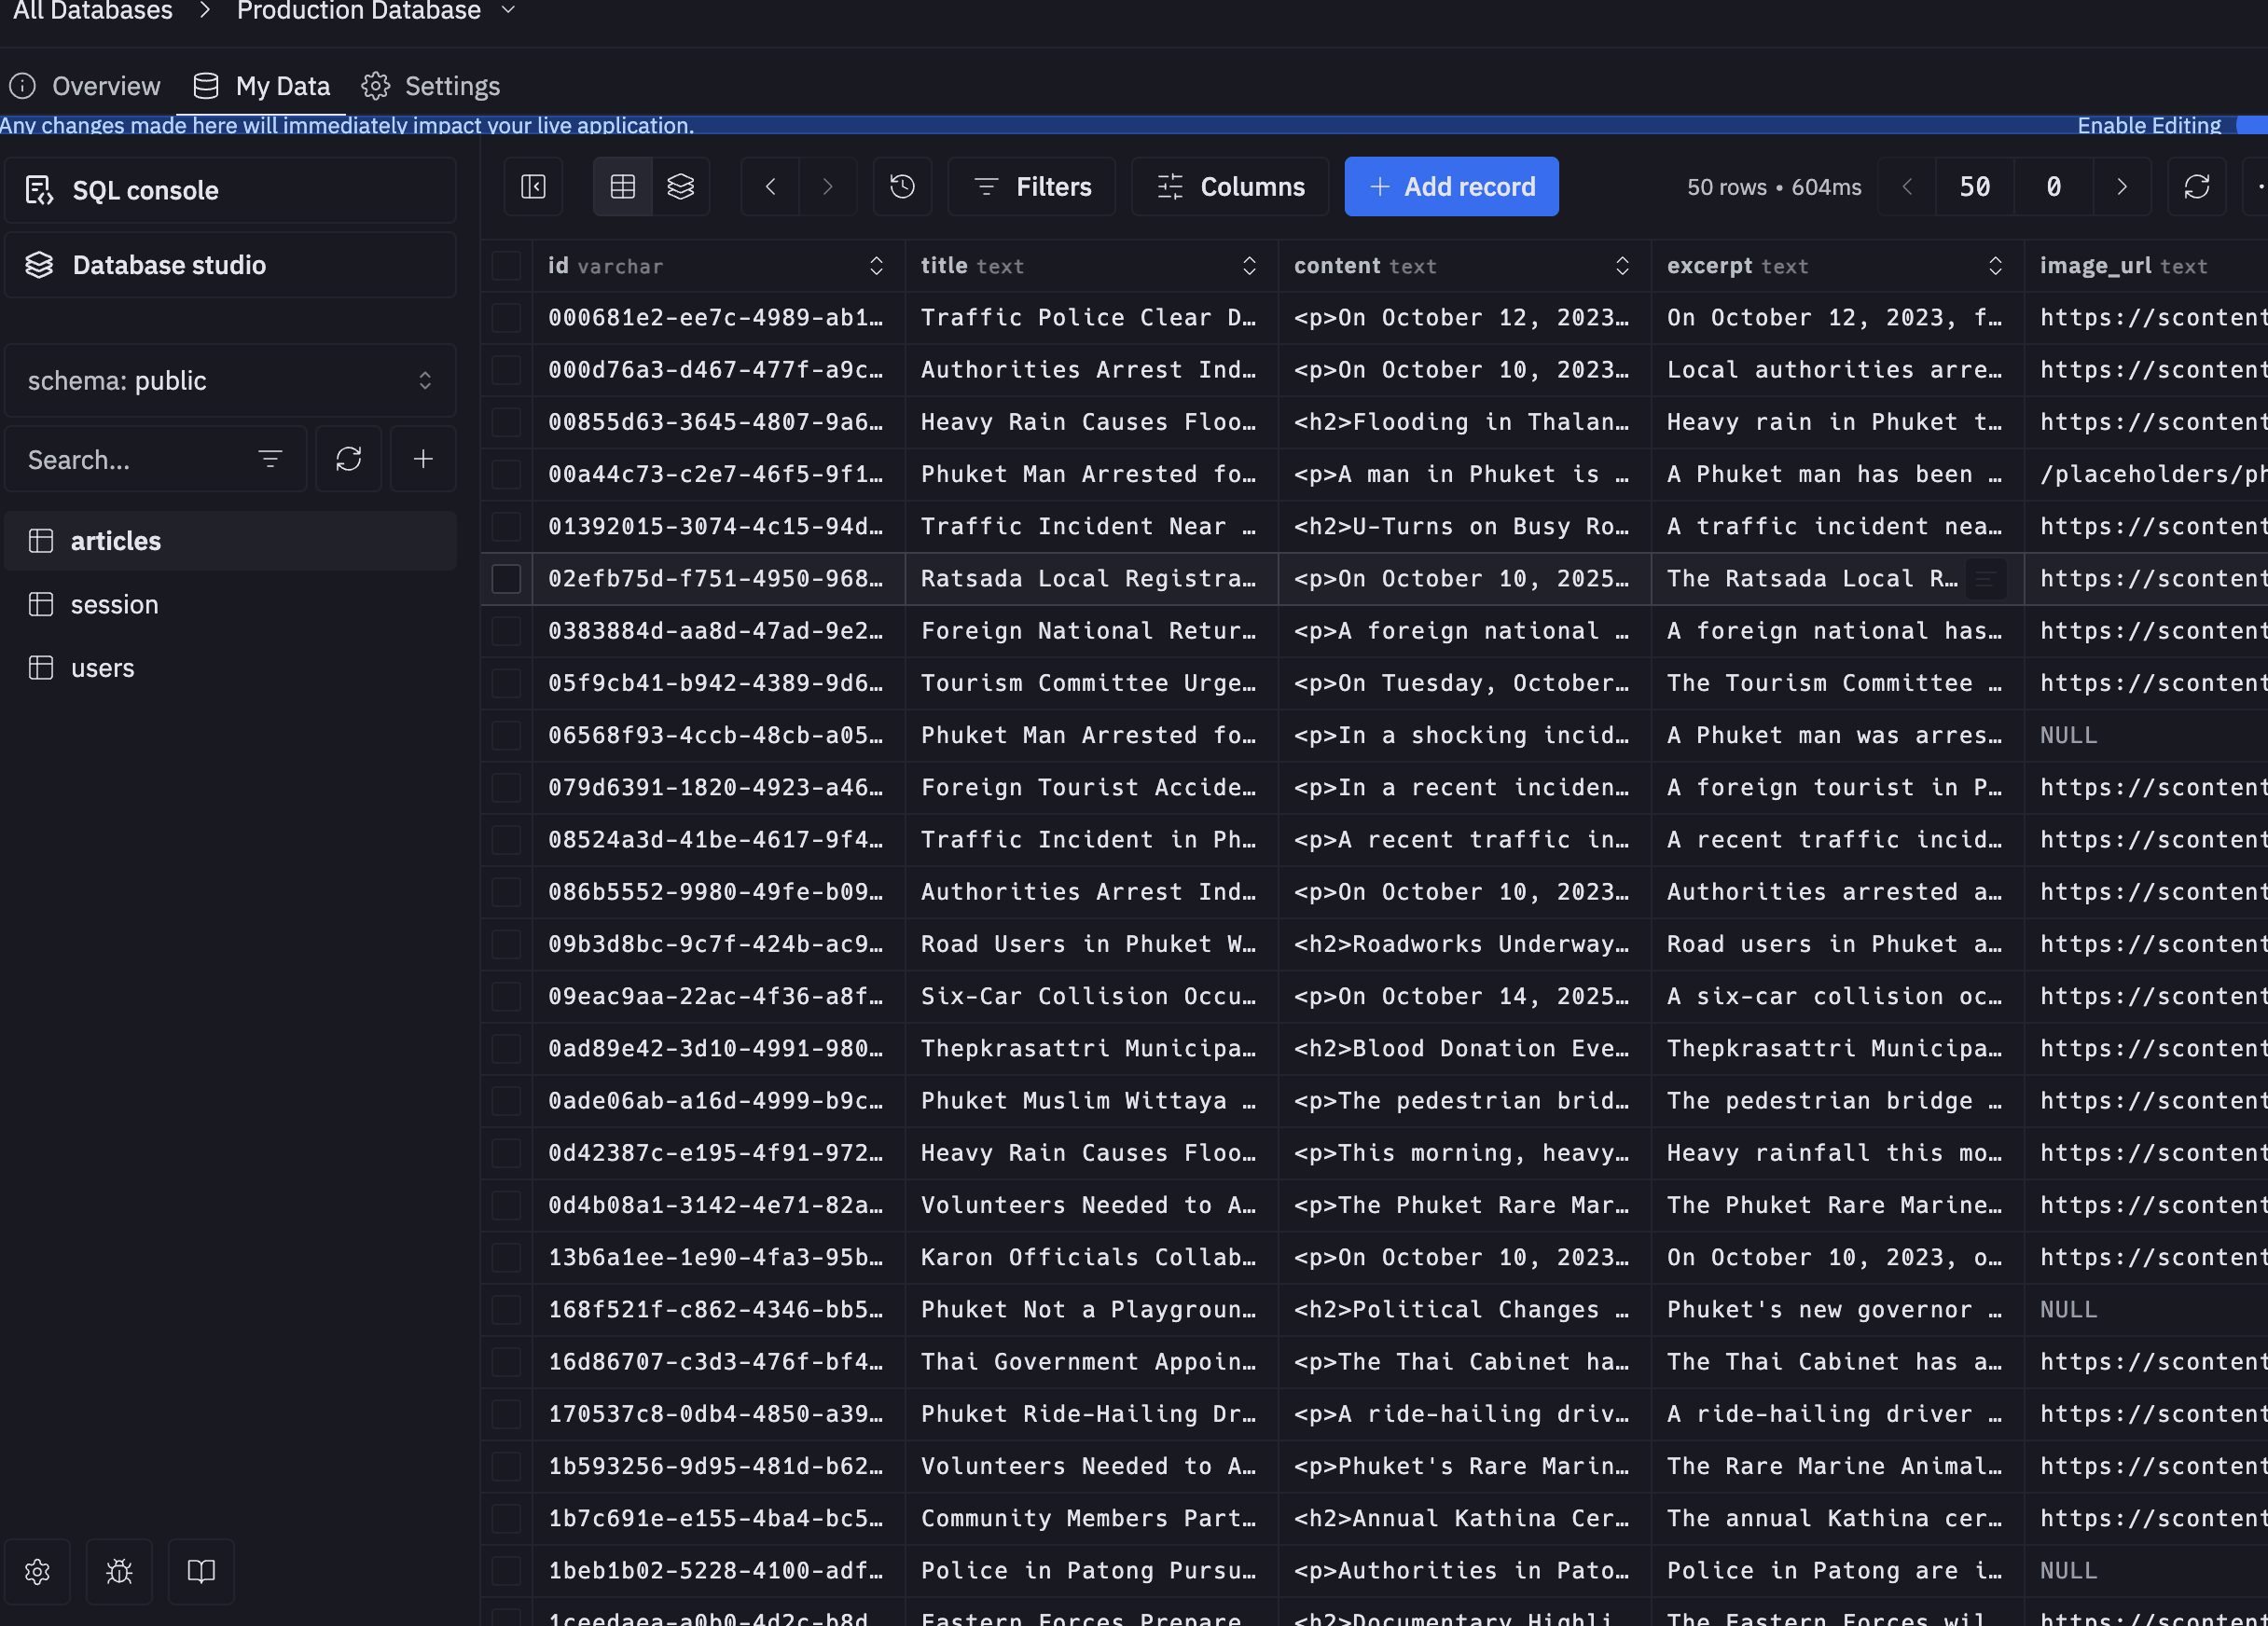 All Databases > Production Database
Overview My Data Settings
Any changes made here will immediately impact your live application. Enable Editing
SQL console
Database studio
schema: public
Search...
articles
session
users
Filters Columns + Add record 50 rows • 604ms 50 0
id varchar title text content text excerpt text image_url text
000681e2-ee7c-4989-ab1… Traffic Police Clear D… <p>On October 12, 2023… On October 12, 2023, f… https://scontent
000d76a3-d467-477f-a9c… Authorities Arrest Ind… <p>On October 10, 2023… Local authorities arre… https://scontent
00855d63-3645-4807-9a6… Heavy Rain Causes Floo… <h2>Flooding in Thalan… Heavy rain in Phuket t… https://scontent
00a44c73-c2e7-46f5-9f1… Phuket Man Arrested fo… <p>A man in Phuket is … A Phuket man has been … /placeholders/ph
01392015-3074-4c15-94d… Traffic Incident Near … <h2>U-Turns on Busy Ro… A traffic incident nea… https://scontent
02efb75d-f751-4950-968… Ratsada Local Registra… <p>On October 10, 2025… The Ratsada Local R… https://scontent
0383884d-aa8d-47ad-9e2… Foreign National Retur… <p>A foreign national … A foreign national has… https://scontent
05f9cb41-b942-4389-9d6… Tourism Committee Urge… <p>On Tuesday, October… The Tourism Committee … https://scontent
06568f93-4ccb-48cb-a05… Phuket Man Arrested fo… <p>In a shocking incid… A Phuket man was arres… NULL
079d6391-1820-4923-a46… Foreign Tourist Accide… <p>In a recent inciden… A foreign tourist in P… https://scontent
08524a3d-41be-4617-9f4… Traffic Incident in Ph… <p>A recent traffic in… A recent traffic incid… https://scontent
086b5552-9980-49fe-b09… Authorities Arrest Ind… <p>On October 10, 2023… Authorities arrested a… https://scontent
09b3d8bc-9c7f-424b-ac9… Road Users in Phuket W… <h2>Roadworks Underway… Road users in Phuket a… https://scontent
09eac9aa-22ac-4f36-a8f… Six-Car Collision Occu… <p>On October 14, 2025… A six-car collision oc… https://scontent
0ad89e42-3d10-4991-980… Thepkrasattri Municipa… <h2>Blood Donation Eve… Thepkrasattri Municipa… https://scontent
0ade06ab-a16d-4999-b9c… Phuket Muslim Wittaya … <p>The pedestrian brid… The pedestrian bridge … https://scontent
0d42387c-e195-4f91-972… Heavy Rain Causes Floo… <p>This morning, heavy… Heavy rainfall this mo… https://scontent
0d4b08a1-3142-4e71-82a… Volunteers Needed to A… <p>The Phuket Rare Mar… The Phuket Rare Marine… https://scontent
13b6a1ee-1e90-4fa3-95b… Karon Officials Collab… <p>On October 10, 2023… On October 10, 2023, o… https://scontent
168f521f-c862-4346-bb5… Phuket Not a Playgroun… <h2>Political Changes … Phuket's new governor … NULL
16d86707-c3d3-476f-bf4… Thai Government Appoin… <p>The Thai Cabinet ha… The Thai Cabinet has a… https://scontent
170537c8-0db4-4850-a39… Phuket Ride-Hailing Dr… <p>A ride-hailing driv… A ride-hailing driver … https://scontent
1b593256-9d95-481d-b62… Volunteers Needed to A… <p>Phuket's Rare Marin… The Rare Marine Animal… https://scontent
1b7c691e-e155-4ba4-bc5… Community Members Part… <h2>Annual Kathina Cer… The annual Kathina cer… https://scontent
1beb1b02-5228-4100-adf… Police in Patong Pursu… <p>Authorities in Pato… Police in Patong are i… NULL
1ceedaea-a0b0-4d2c-b8d Eastern Forces Prepare <h2>Documentary Highli The Eastern Forces wil https://scontent